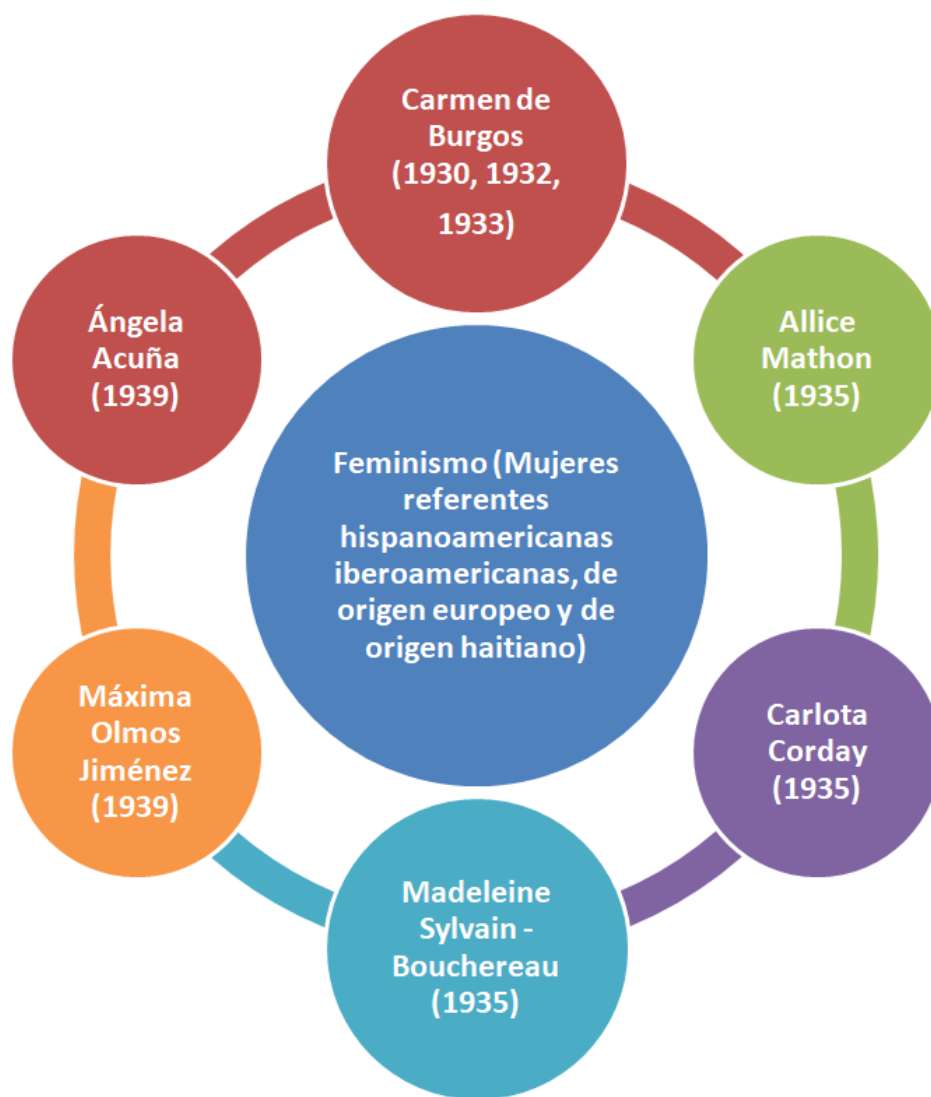 Carmen de
Burgos
(1930, 1932,
1933)
Allice
Mathon
(1935)
Carlota
Corday
(1935)
Madeleine
Sylvain -
Bouchereau
(1935)
Máxima
Olmos
Jiménez
(1939)
Ángela
Acuña
(1939)
Feminismo (Mujeres
referentes
hispanoamericanas
iberoamericanas, de
origen europeo y de
origen haitiano)